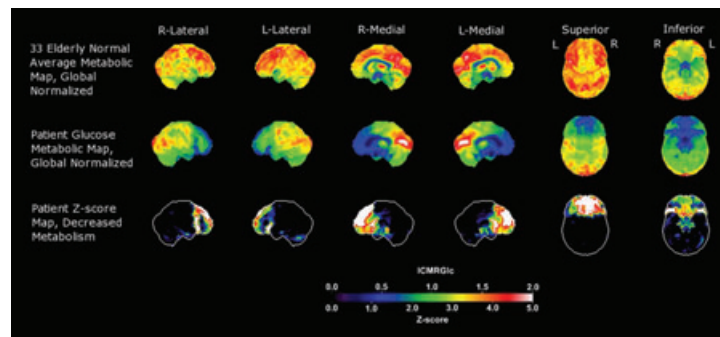 R-Lateral L-Lateral R-Medial L-Medial Superior Inferior
33 Elderly Normal
Average Metabolic
Map, Global
Normalized
L R R L
Patient Glucose
Metabolic Map,
Global Normalized
Patient Z-score
Map, Decreased
Metabolism
lCMRGlc
0.0 0.5 1.0 1.5 2.0
0.0 1.0 2.0 3.0 4.0 5.0
Z-score